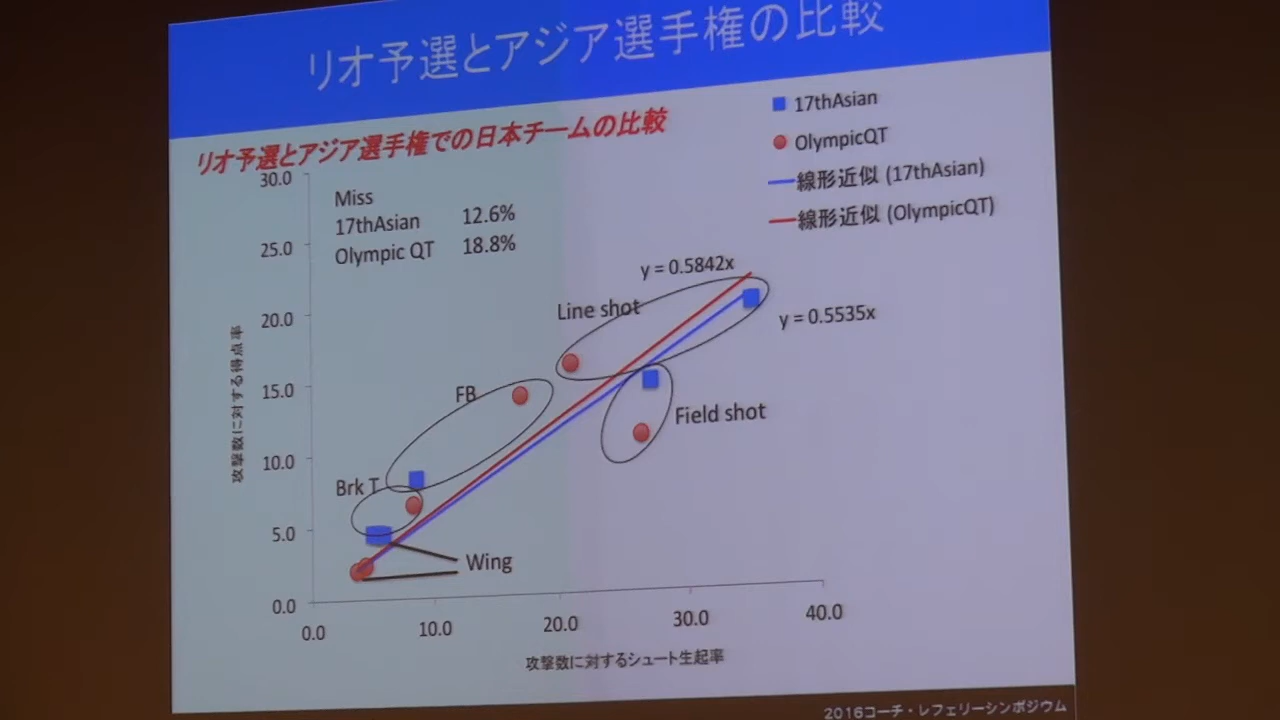 リオ予選とアジア選手権の比較
リオ予選とアジア選手権での日本チームの比較
17thAsian
OlympicQT
線形近似 (17thAsian)
線形近似 (OlympicQT)
Miss
17thAsian 12.6%
Olympic QT 18.8%
30.0
25.0
20.0
15.0
10.0
5.0
0.0
攻撃数に対する得点率
y = 0.5842x
y = 0.5535x
Line shot
FB
Field shot
Brk T
Wing
0.0 10.0 20.0 30.0 40.0
攻撃数に対するシュート生起率
2016コーチ・レフェリーシンポジウム